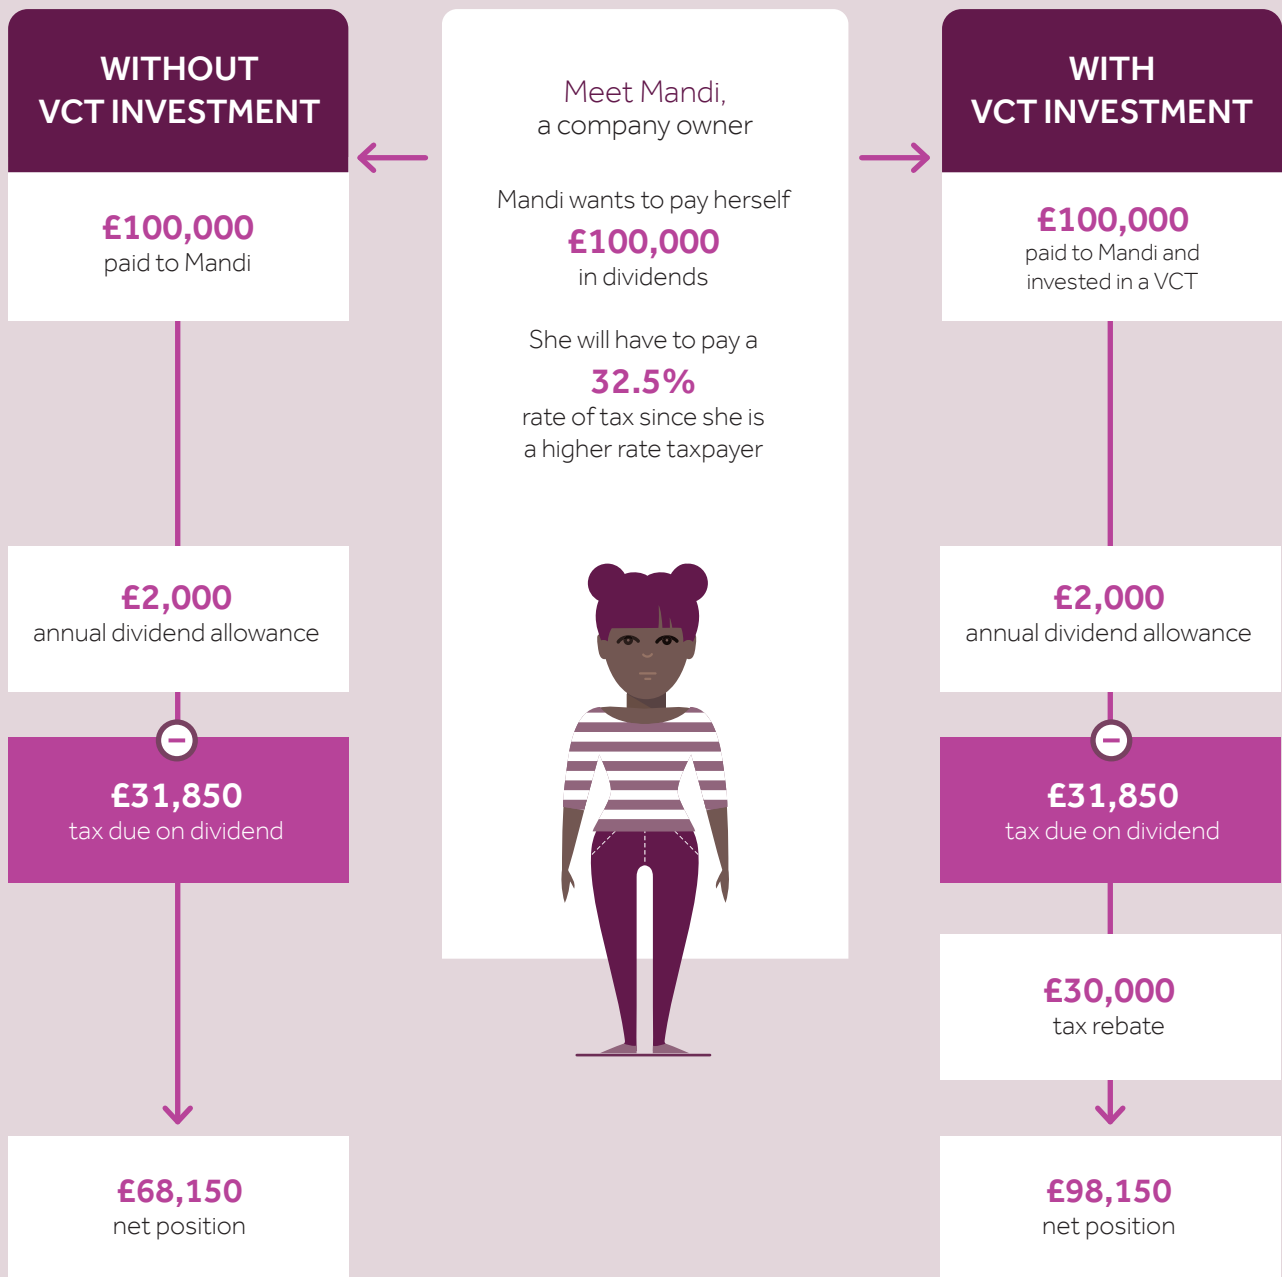 WITHOUT
VCT INVESTMENT
£100,000
paid to Mandi
£2,000
annual dividend allowance
£31,850
tax due on dividend
£68,150
net position
Meet Mandi,
a company owner
Mandi wants to pay herself
£100,000
in dividends
She will have to pay a
32.5%
rate of tax since she is
a higher rate taxpayer
WITH
VCT INVESTMENT
£100,000
paid to Mandi and
invested in a VCT
£2,000
annual dividend allowance
£31,850
tax due on dividend
£30,000
tax rebate
£98,150
net position